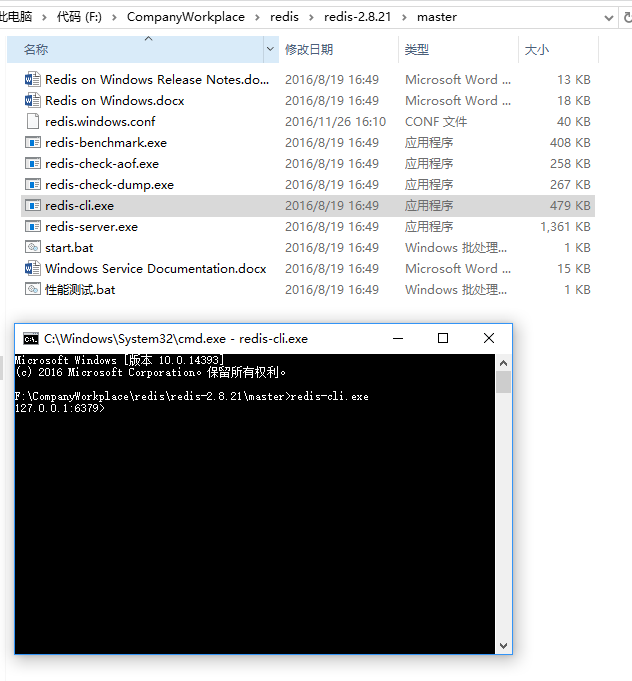 此电脑 > 代码 (F:) > CompanyWorkplace > redis > redis-2.8.21 > master
名称 修改日期 类型 大小
Redis on Windows Release Notes.do... 2016/8/19 16:49 Microsoft Word ... 13 KB
Redis on Windows.docx 2016/8/19 16:49 Microsoft Word ... 18 KB
redis.windows.conf 2016/11/26 16:10 CONF 文件 40 KB
redis-benchmark.exe 2016/8/19 16:49 应用程序 408 KB
redis-check-aof.exe 2016/8/19 16:49 应用程序 258 KB
redis-check-dump.exe 2016/8/19 16:49 应用程序 267 KB
redis-cli.exe 2016/8/19 16:49 应用程序 479 KB
redis-server.exe 2016/8/19 16:49 应用程序 1,361 KB
start.bat 2016/8/19 16:49 Windows 批处理... 1 KB
Windows Service Documentation.docx 2016/8/19 16:49 Microsoft Word ... 15 KB
性能测试.bat 2016/8/19 16:49 Windows 批处理... 1 KB
C:\Windows\System32\cmd.exe - redis-cli.exe
Microsoft Windows [版本 10.0.14393]
(c) 2016 Microsoft Corporation。保留所有权利。
F:\CompanyWorkplace\redis\redis-2.8.21\master>redis-cli.exe
127.0.0.1:6379>